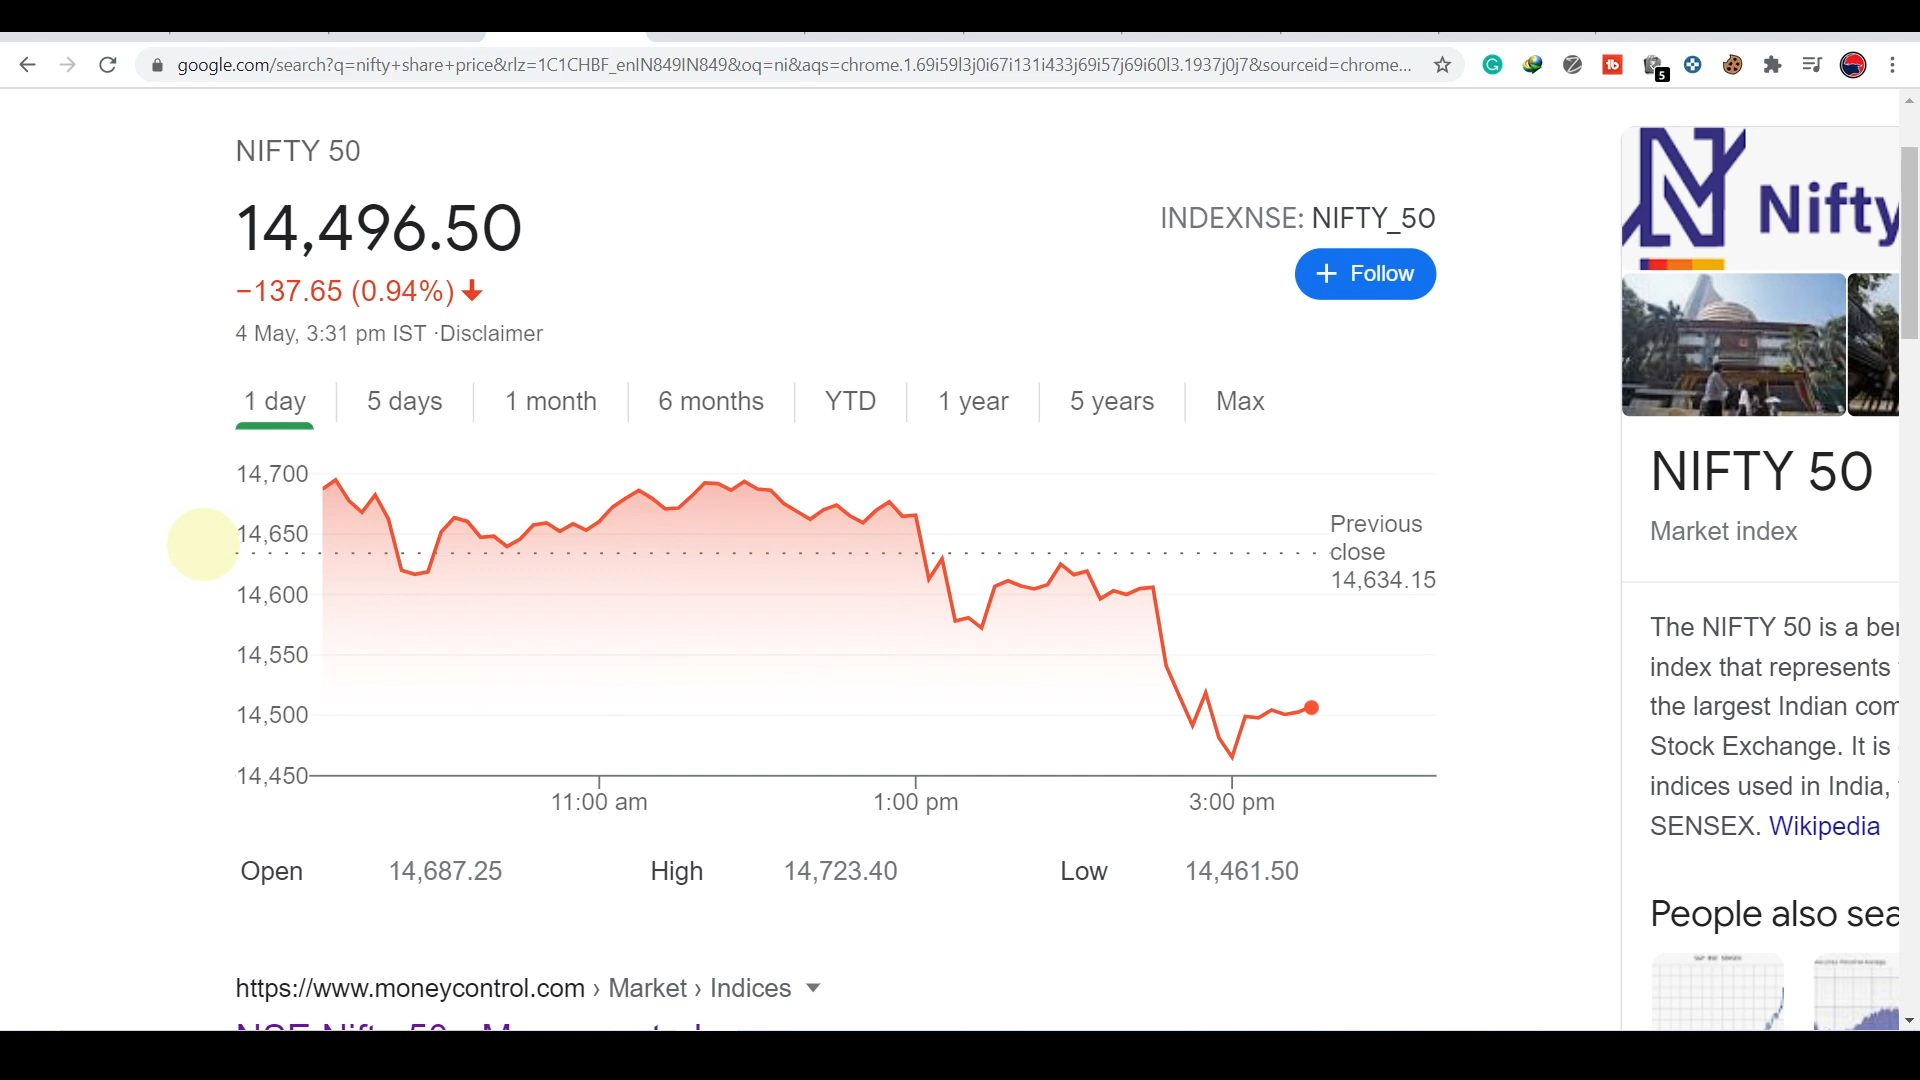 google.com/search?q=nifty+share+price&rlz=1C1CHBF_enIN849IN849&oq=ni&aqs=chrome.1.69i59l3j0i67i131i433j69i57j69i60l3.1937j0j7&sourceid=chrome...
5
NIFTY 50
14,496.50
−137.65 (0.94%)
4 May, 3:31 pm IST ·Disclaimer
INDEXNSE: NIFTY_50
+ Follow
1 day
5 days
1 month
6 months
YTD
1 year
5 years
Max
14,700
14,650
14,600
14,550
14,500
14,450
Previous
close
14,634.15
11:00 am
1:00 pm
3:00 pm
Open 14,687.25
High 14,723.40
Low 14,461.50
https://www.moneycontrol.com › Market › Indices
Nifty
NIFTY 50
Market index
The NIFTY 50 is a
index that represents
the largest Indian
Stock Exchange. It is
indices used in India,
SENSEX. Wikipedia
People also